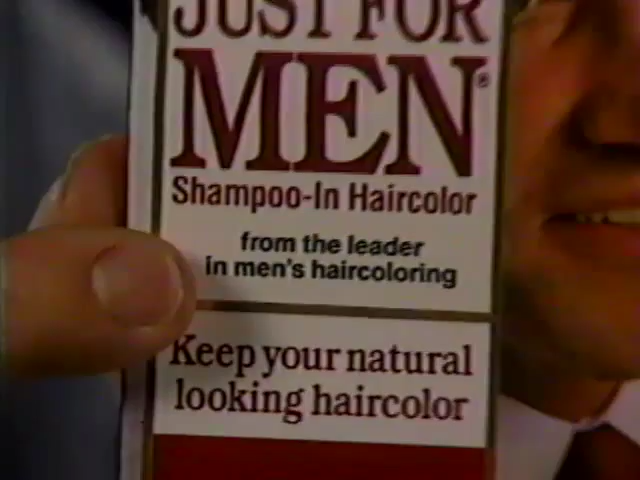 JUST FOR
MEN®
Shampoo-In Haircolor
from the leader
in men's haircoloring
Keep your natural
looking haircolor